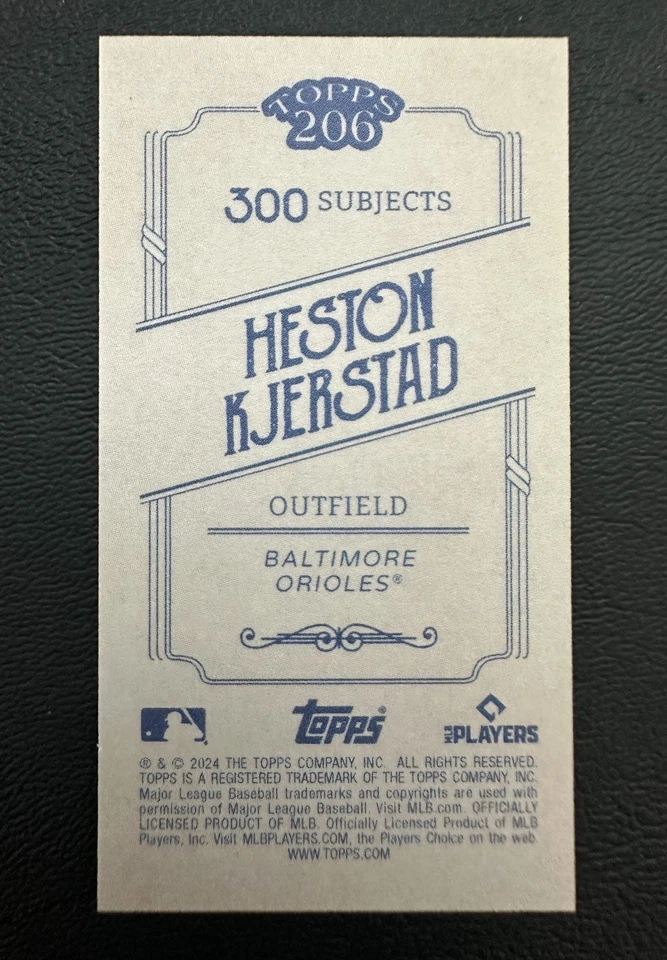 TOPPS
206
300 SUBJECTS
HESTON
KJERSTAD
OUTFIELD
BALTIMORE
ORIOLES®
Topps®
MLB PLAYERS
® & © 2024 THE TOPPS COMPANY, INC. ALL RIGHTS RESERVED.
TOPPS IS A REGISTERED TRADEMARK OF THE TOPPS COMPANY, INC.
Major League Baseball trademarks and copyrights are used with
permission of Major League Baseball. Visit MLB.com. OFFICIALLY
LICENSED PRODUCT OF MLB. Officially Licensed Product of MLB
Players, Inc. Visit MLBPLAYERS.COM, the Players Choice on the web.
WWW.TOPPS.COM